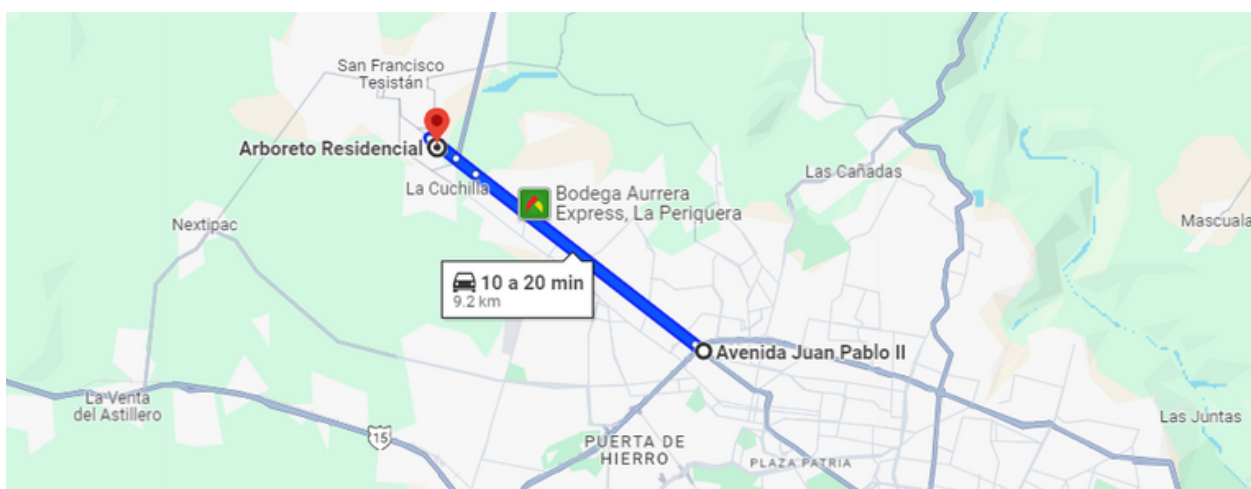 San Francisco
Tesistán
Arboreto Residencial
La Cuchilla
Bodega Aurrera
Express, La Periquera
Las Cañadas
Nextipac
Mascuala
10 a 20 min
9.2 km
Avenida Juan Pablo II
La Venta
del Astillero
15
PUERTA DE
HIERRO
PLAZA PATRIA
Las Juntas